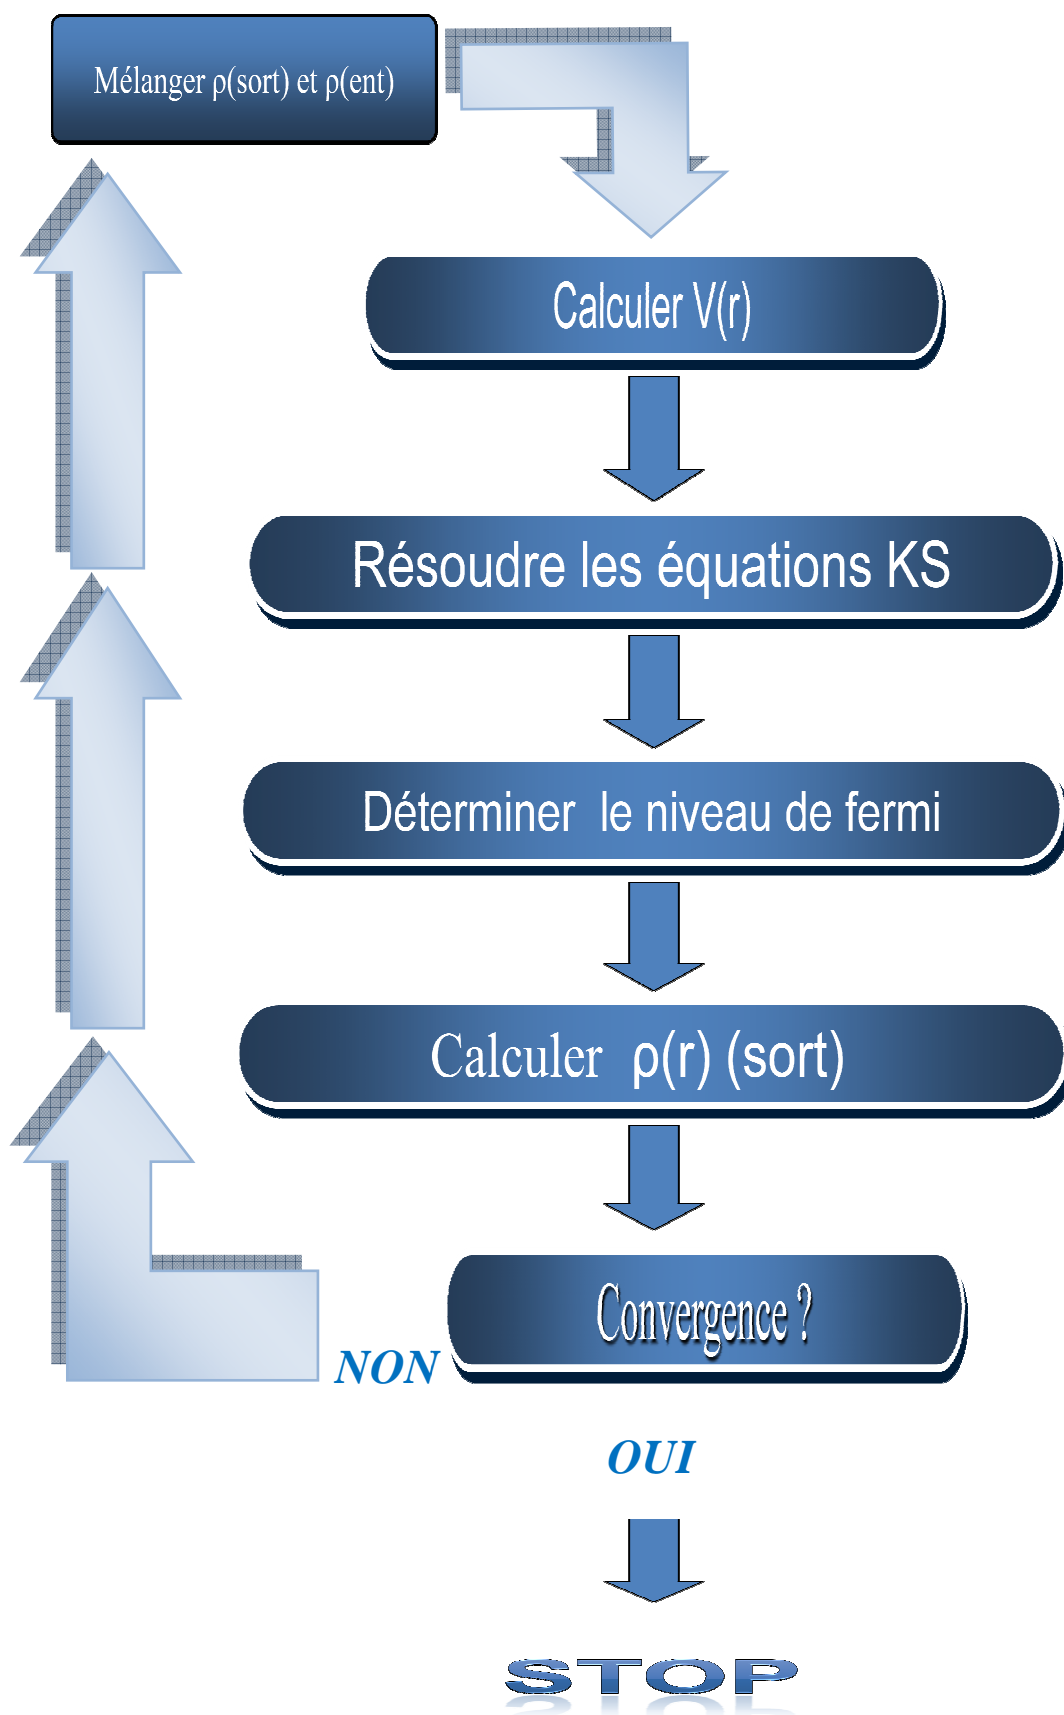 Mélanger ρ(sort) et ρ(ent)
Calculer V(r)
Résoudre les équations KS
Déterminer le niveau de fermi
Calculer ρ(r) (sort)
Convergence ?
NON
OUI
STOP